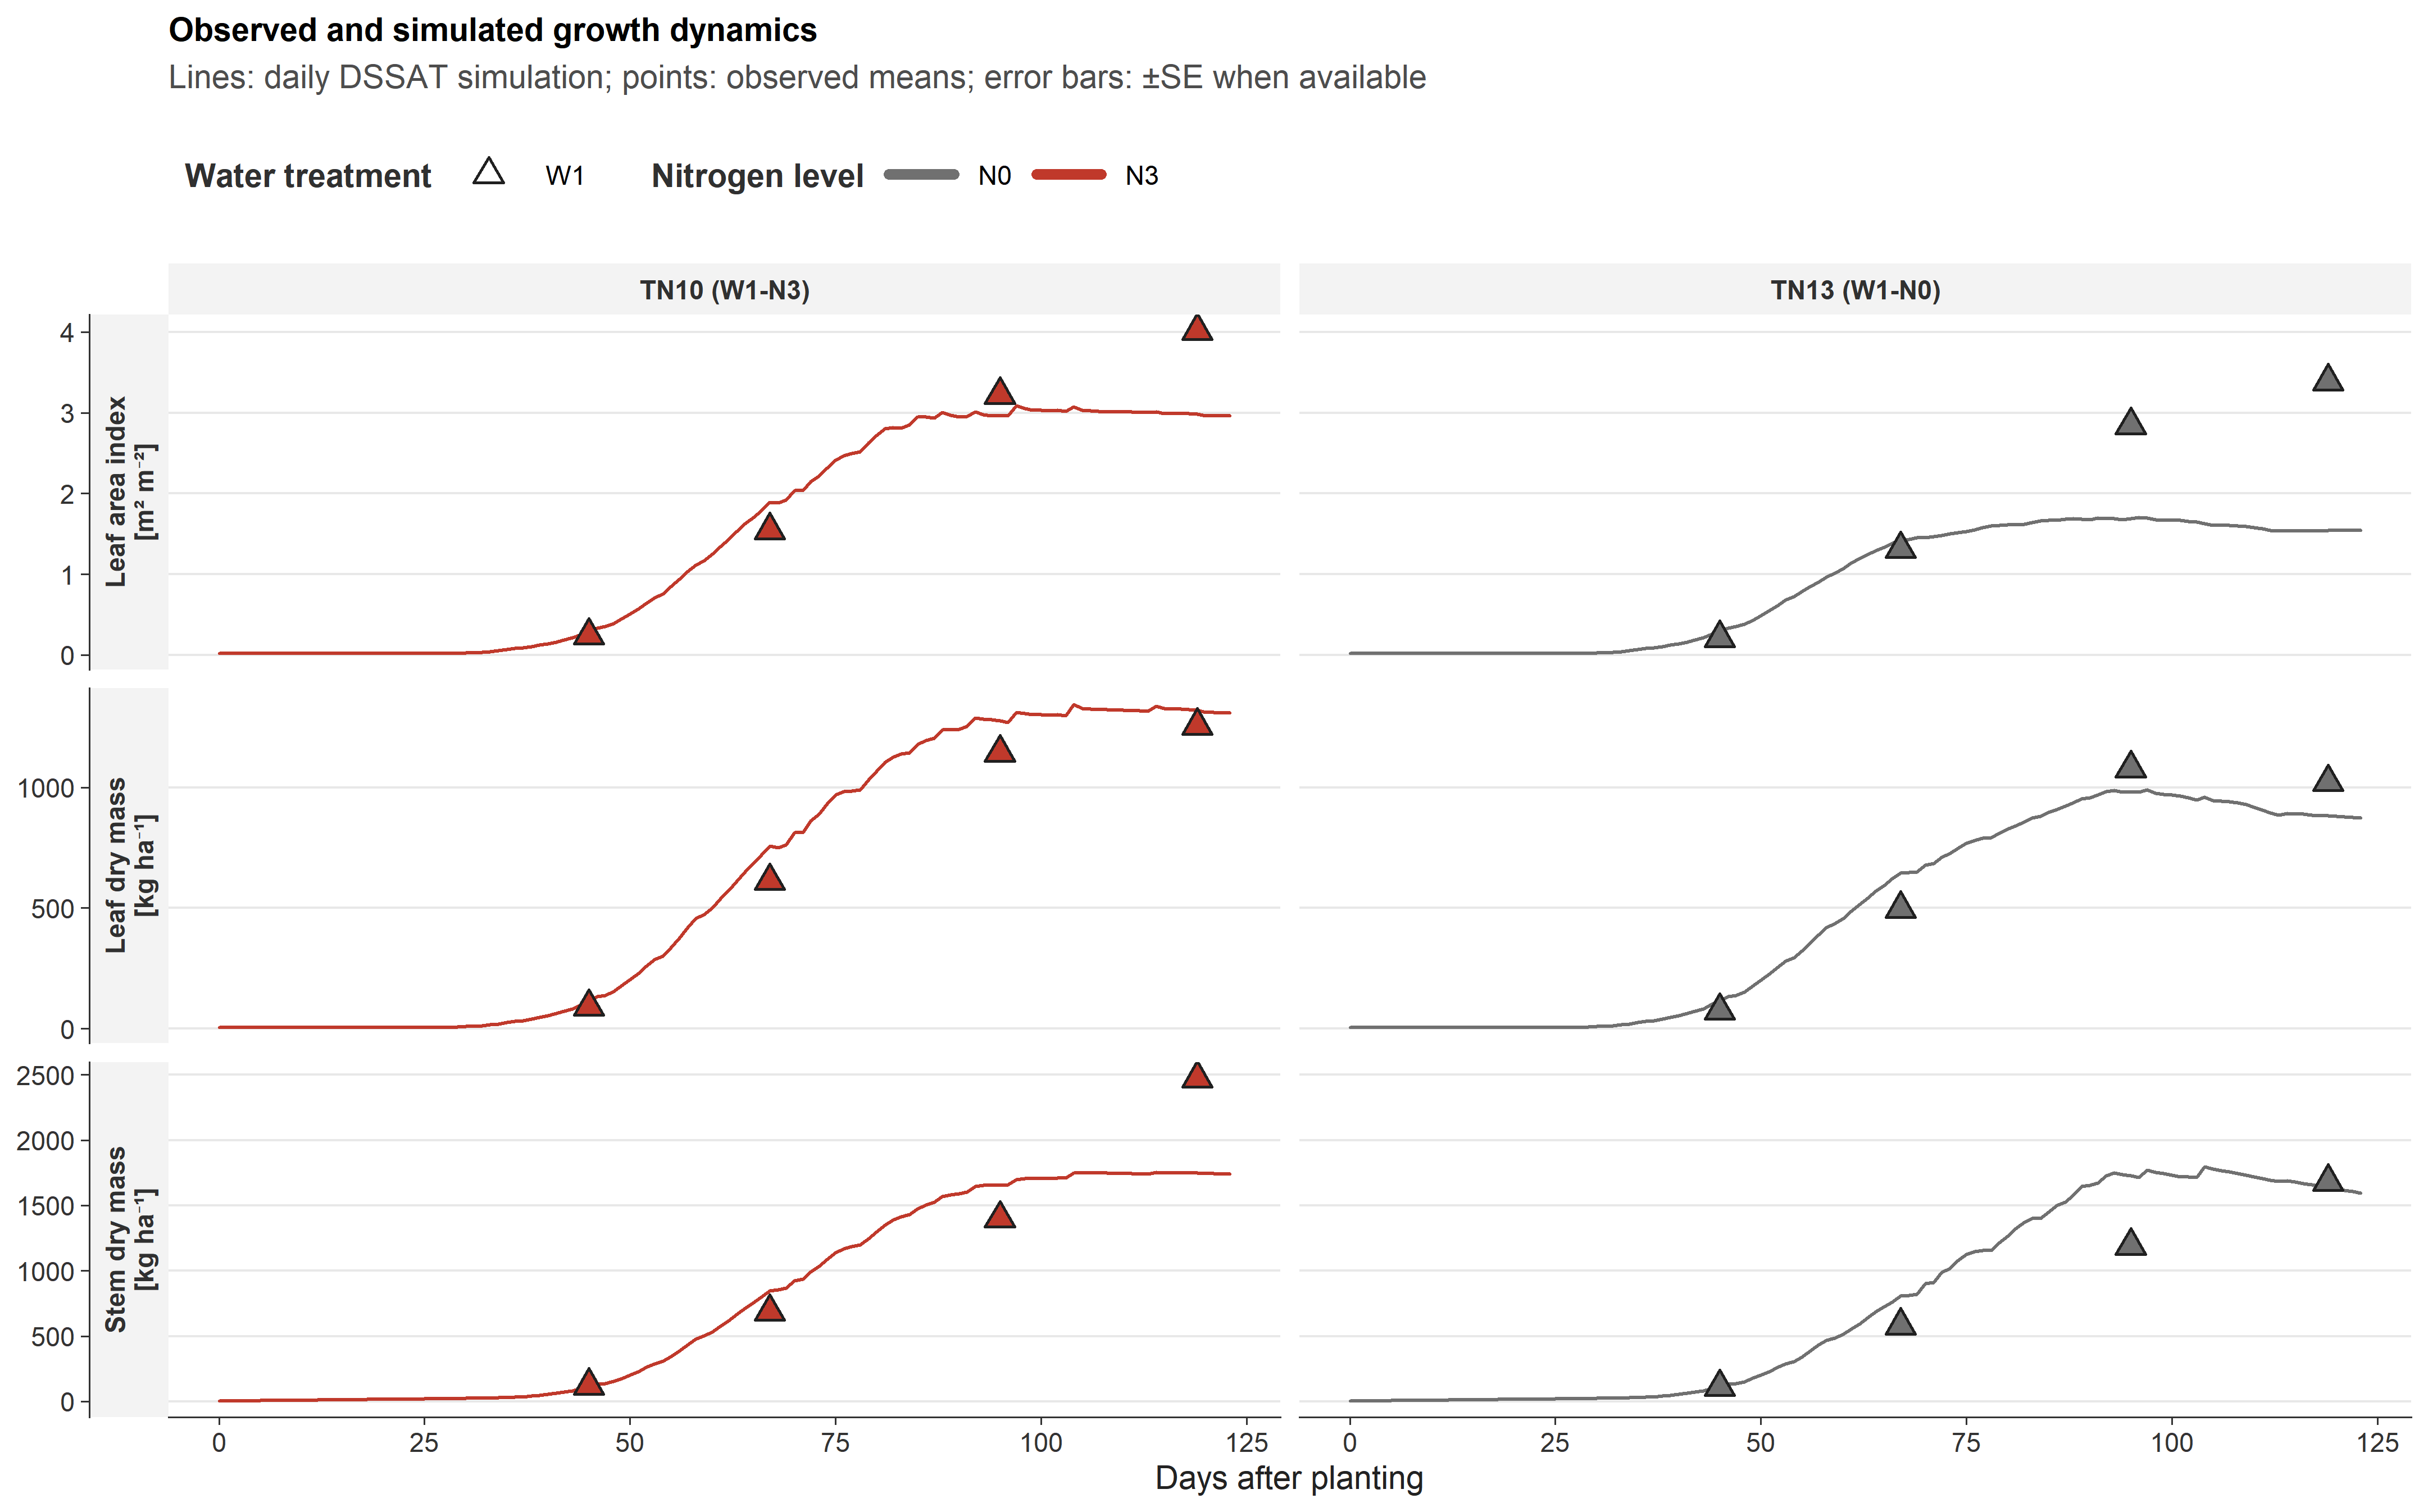 Observed and simulated growth dynamics
Lines: daily DSSAT simulation; points: observed means; error bars: ±SE when available
Water treatment W1 Nitrogen level N0 N3
TN10 (W1-N3) TN13 (W1-N0)
Leaf area index
[m² m⁻²]
4
3
2
1
0
Leaf dry mass
[kg ha⁻¹]
1000
500
0
Stem dry mass
[kg ha⁻¹]
2500
2000
1500
1000
500
0
0 25 50 75 100 125 0 25 50 75 100 125
Days after planting